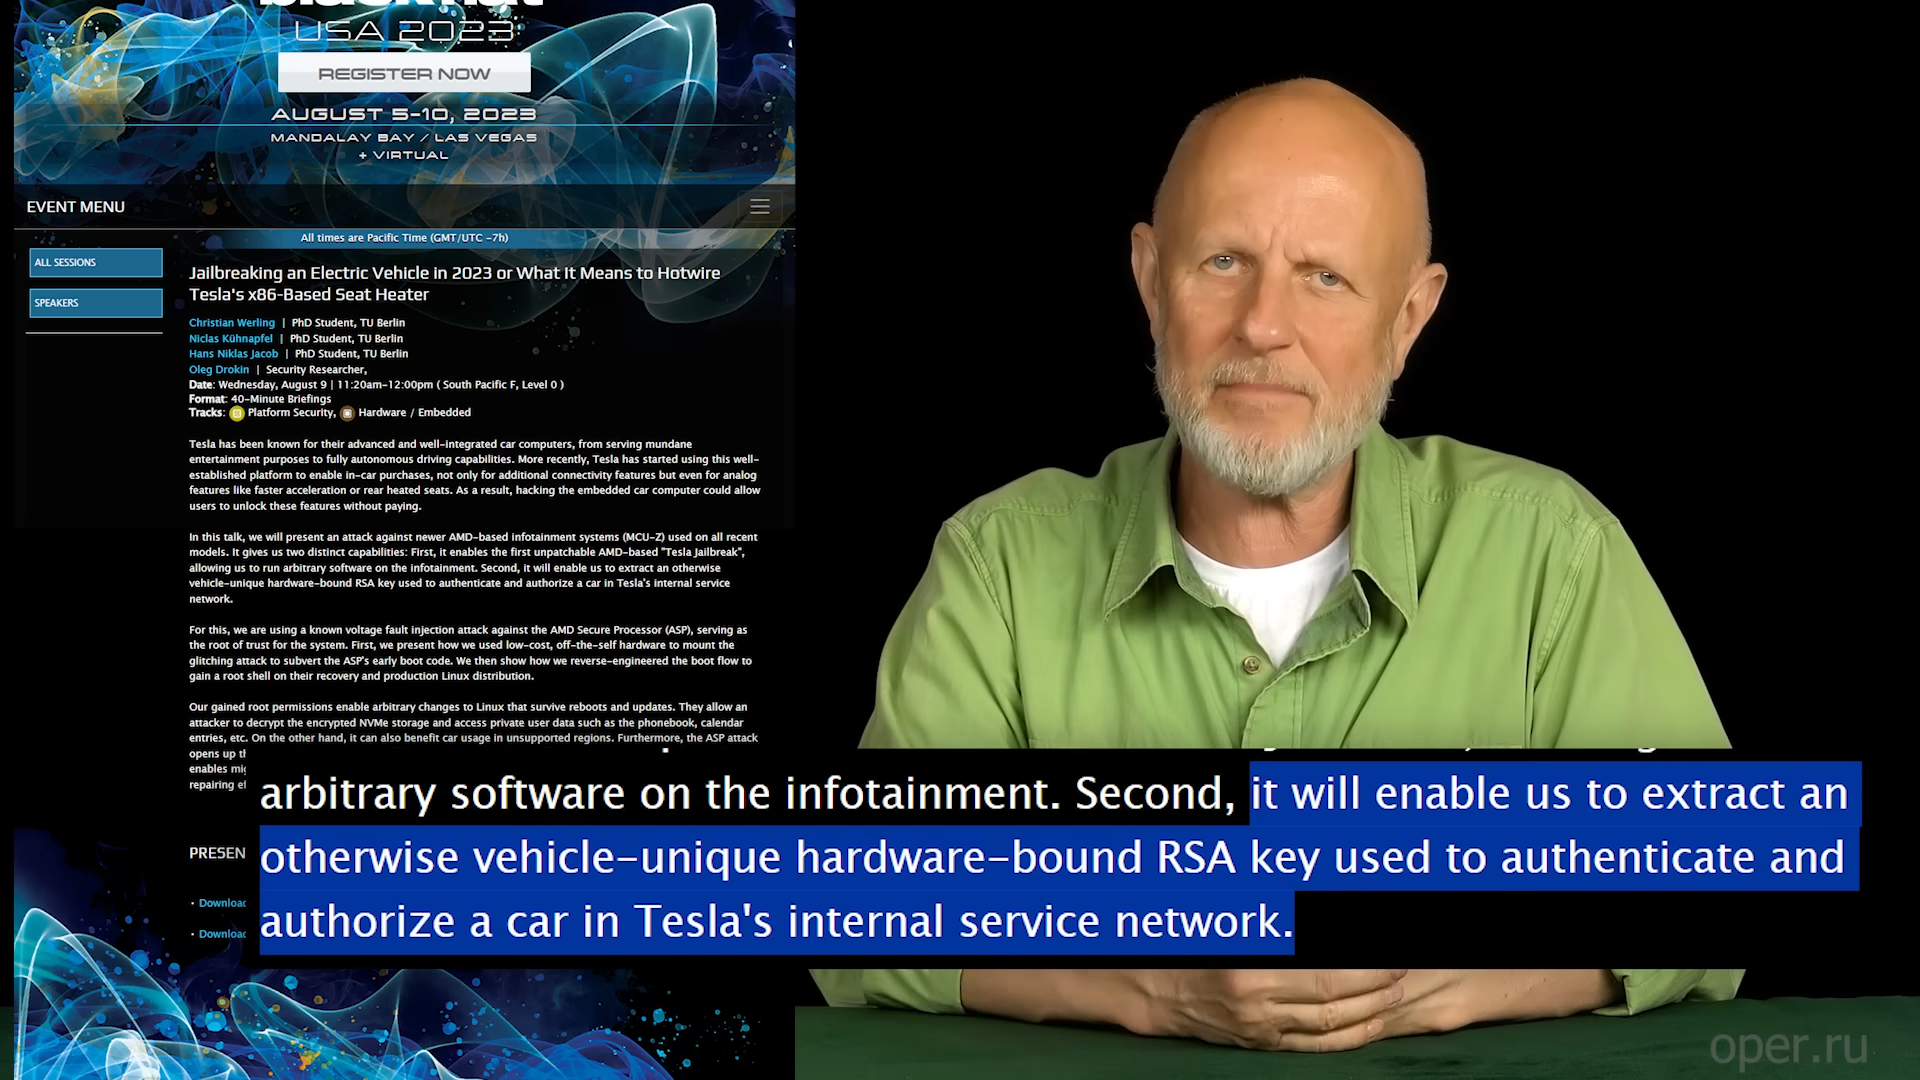 USA 2023
REGISTER NOW
AUGUST 5-10, 2023
MANDALAY BAY / LAS VEGAS
+ VIRTUAL
EVENT MENU
All times are Pacific Time (GMT/UTC -7h)
ALL SESSIONS
SPEAKERS
Jailbreaking an Electric Vehicle in 2023 or What It Means to Hotwire
Tesla's x86-Based Seat Heater
Christian Werling | PhD Student, TU Berlin
Niclas Kühnapfel | PhD Student, TU Berlin
Hans Niklas Jacob | PhD Student, TU Berlin
Oleg Drokin | Security Researcher,
Date: Wednesday, August 9 | 11:20am-12:00pm ( South Pacific F, Level 0 )
Format: 40-Minute Briefings
Tracks: Platform Security, Hardware / Embedded
Tesla has been known for their advanced and well-integrated car computers, from serving mundane
entertainment purposes to fully autonomous driving capabilities. More recently, Tesla has started using this well-
established platform to enable in-car purchases, not only for additional connectivity features but even for analog
features like faster acceleration or rear heated seats. As a result, hacking the embedded car computer could allow
users to unlock these features without paying.
In this talk, we will present an attack against newer AMD-based infotainment systems (MCU-Z) used on all recent
models. It gives us two distinct capabilities: First, it enables the first unpatchable AMD-based "Tesla Jailbreak",
allowing us to run arbitrary software on the infotainment. Second, it will enable us to extract an otherwise
vehicle-unique hardware-bound RSA key used to authenticate and authorize a car in Tesla's internal service
network.
For this, we are using a known voltage fault injection attack against the AMD Secure Processor (ASP), serving as
the root of trust for the system. First, we present how we used low-cost, off-the-self hardware to mount the
glitching attack to subvert the ASP's early boot code. We then show how we reverse-engineered the boot flow to
gain a root shell on their recovery and production Linux distribution.
Our gained root permissions enable arbitrary changes to Linux that survive reboots and updates. They allow an
attacker to decrypt the encrypted NVMe storage and access private user data such as the phonebook, calendar
entries, etc. On the other hand, it can also benefit car usage in unsupported regions. Furthermore, the ASP attack
opens up
enables
repairing
PRESEN
• Download
• Download
arbitrary software on the infotainment. Second, it will enable us to extract an
otherwise vehicle-unique hardware-bound RSA key used to authenticate and
authorize a car in Tesla's internal service network.
oper.ru